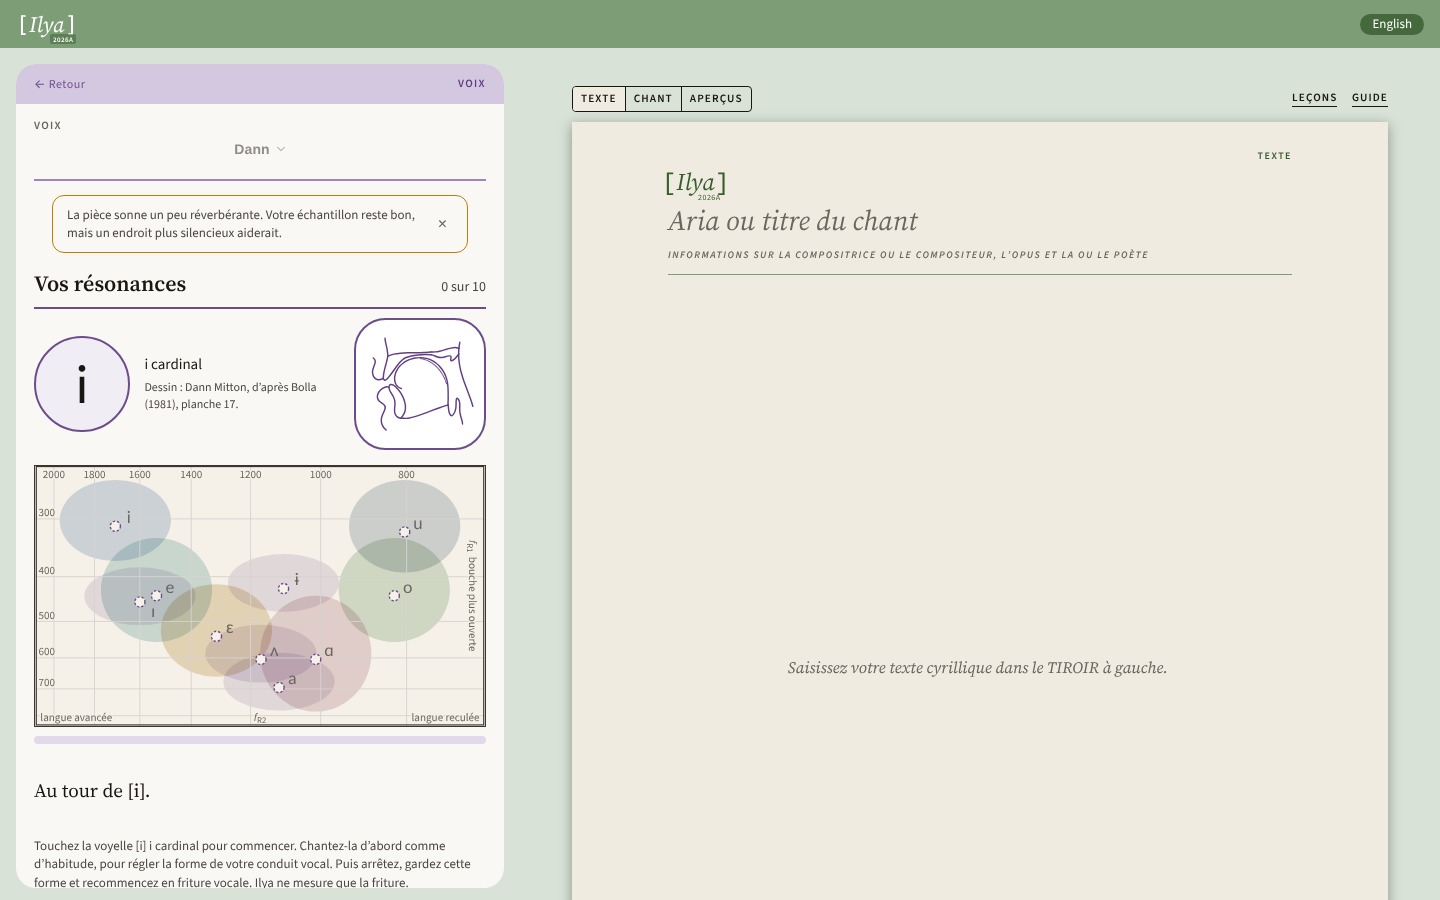 [Ilya]
2026A
English
← Retour
VOIX
VOIX
Dann
La pièce sonne un peu réverbérante. Votre échantillon reste bon,
mais un endroit plus silencieux aiderait.
×
Vos résonances
0 sur 10
i
i cardinal
Dessin : Dann Mitton, d’après Bolla
(1981), planche 17.
2000 1800 1600 1400 1200 1000 800
300
400
500
600
700
i
u
e
ɪ
ɨ
o
ɛ
ʌ
ɑ
a
fR1 bouche plus ouverte
langue avancée
fR2
langue reculée
Au tour de [i].
Touchez la voyelle [i] i cardinal pour commencer. Chantez-la d’abord comme
d’habitude, pour régler la forme de votre conduit vocal. Puis arrêtez, gardez cette
forme et recommencez en friture vocale. Ilya ne mesure que la friture.
TEXTE
CHANT
APERÇUS
LEÇONS
GUIDE
TEXTE
[Ilya]
2026A
Aria ou titre du chant
INFORMATIONS SUR LA COMPOSITRICE OU LE COMPOSITEUR, L’OPUS ET LA OU LE POÈTE
Saisissez votre texte cyrillique dans le TIROIR à gauche.